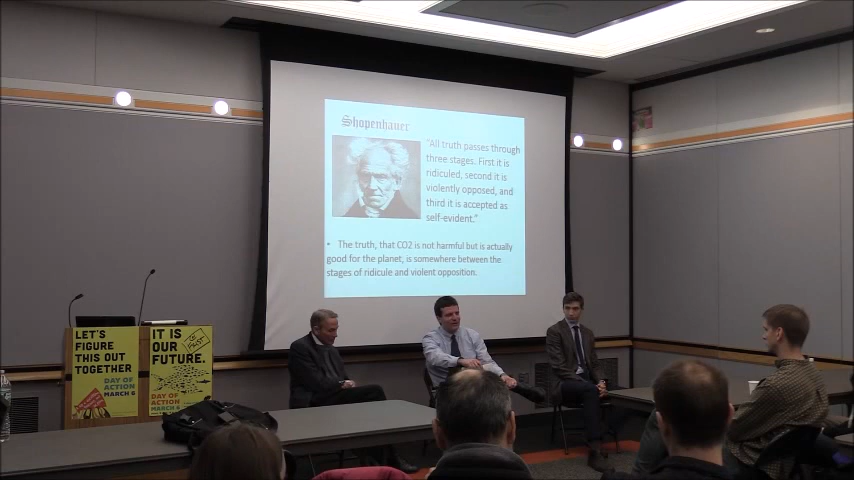 Shopenhauer
"All truth passes through
three stages. First it is
ridiculed, second it is
violently opposed, and
third it is accepted as
self-evident."
• The truth, that CO2 is not harmful but is actually
good for the planet, is somewhere between the
stages of ridicule and violent opposition.
LET'S
FIGURE
THIS OUT
TOGETHER
DAY OF
ACTION
MARCH 6
IT IS
OUR
FUTURE.
DAY OF
ACTION
MARCH 6